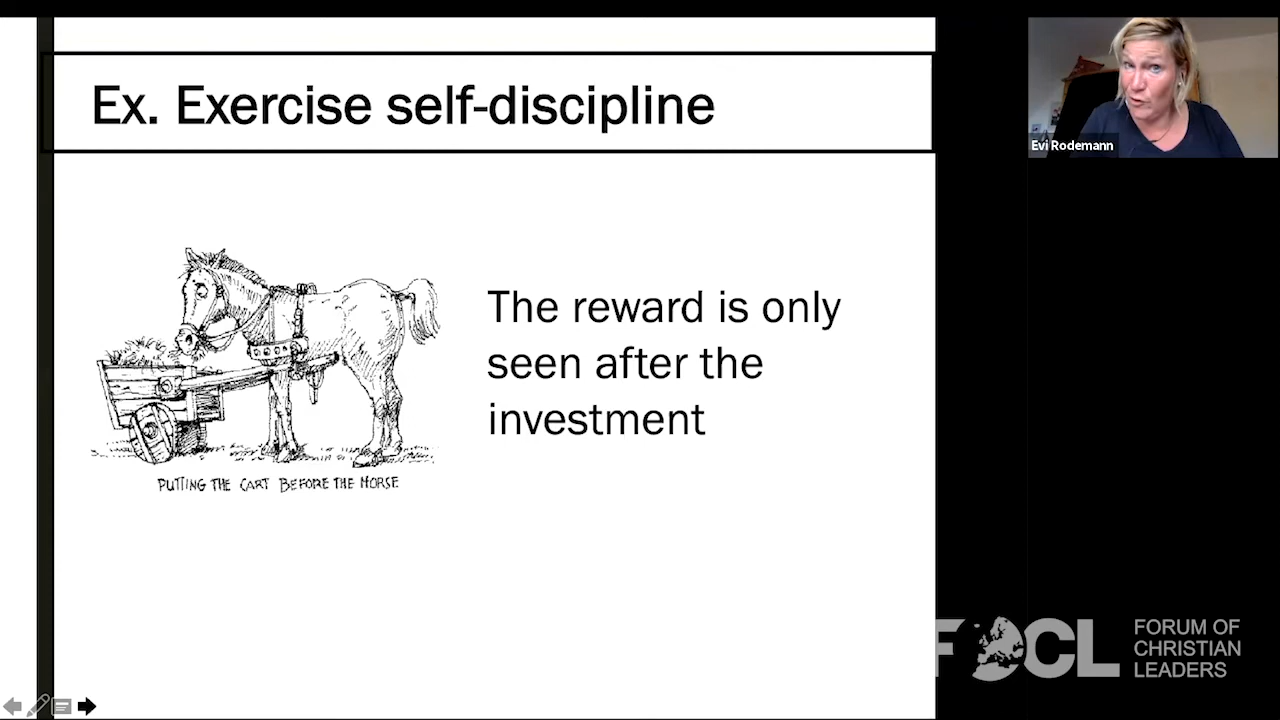 Ex. Exercise self-discipline
Evi Rodemann
The reward is only
seen after the
investment
PUTTING THE CART BEFORE THE HORSE
FOCL
FORUM OF
CHRISTIAN
LEADERS